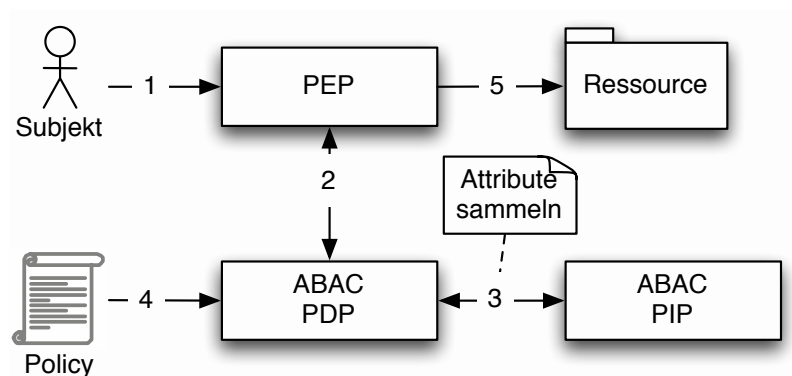 1
PEP
5
Ressource
Subjekt
2
Attribute
sammeln
4
ABAC
PDP
3
ABAC
PIP
Policy